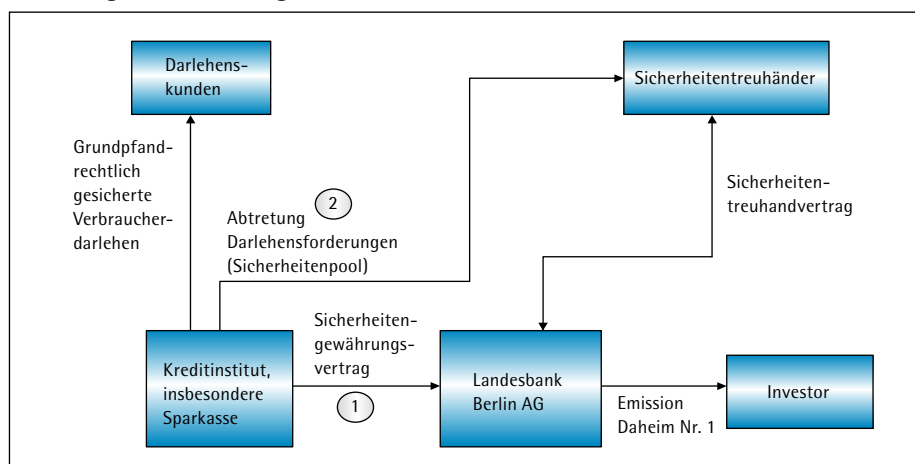 Darlehens-
kunden
Sicherheitentreuhänder
Grundpfand-
rechtlich
gesicherte
Verbraucher-
darlehen
2
Abtretung
Darlehensforderungen
(Sicherheitenpool)
Sicherheiten-
treuhandvertrag
Kreditinstitut,
insbesondere
Sparkasse
Sicherheiten-
gewährungs-
vertrag
1
Landesbank
Berlin AG
Emission
Daheim Nr. 1
Investor